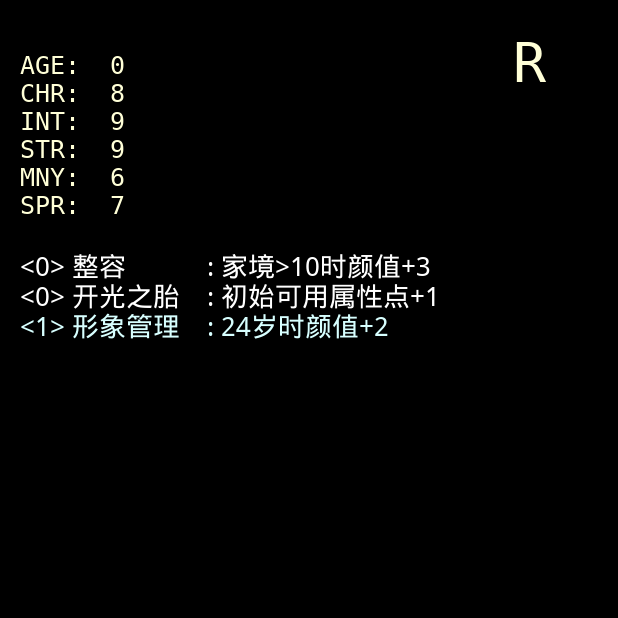 R
AGE: 0
CHR: 8
INT: 9
STR: 9
MNY: 6
SPR: 7
<0> 整容 : 家境>10时颜值+3
<0> 开光之胎 : 初始可用属性点+1
<1> 形象管理 : 24岁时颜值+2